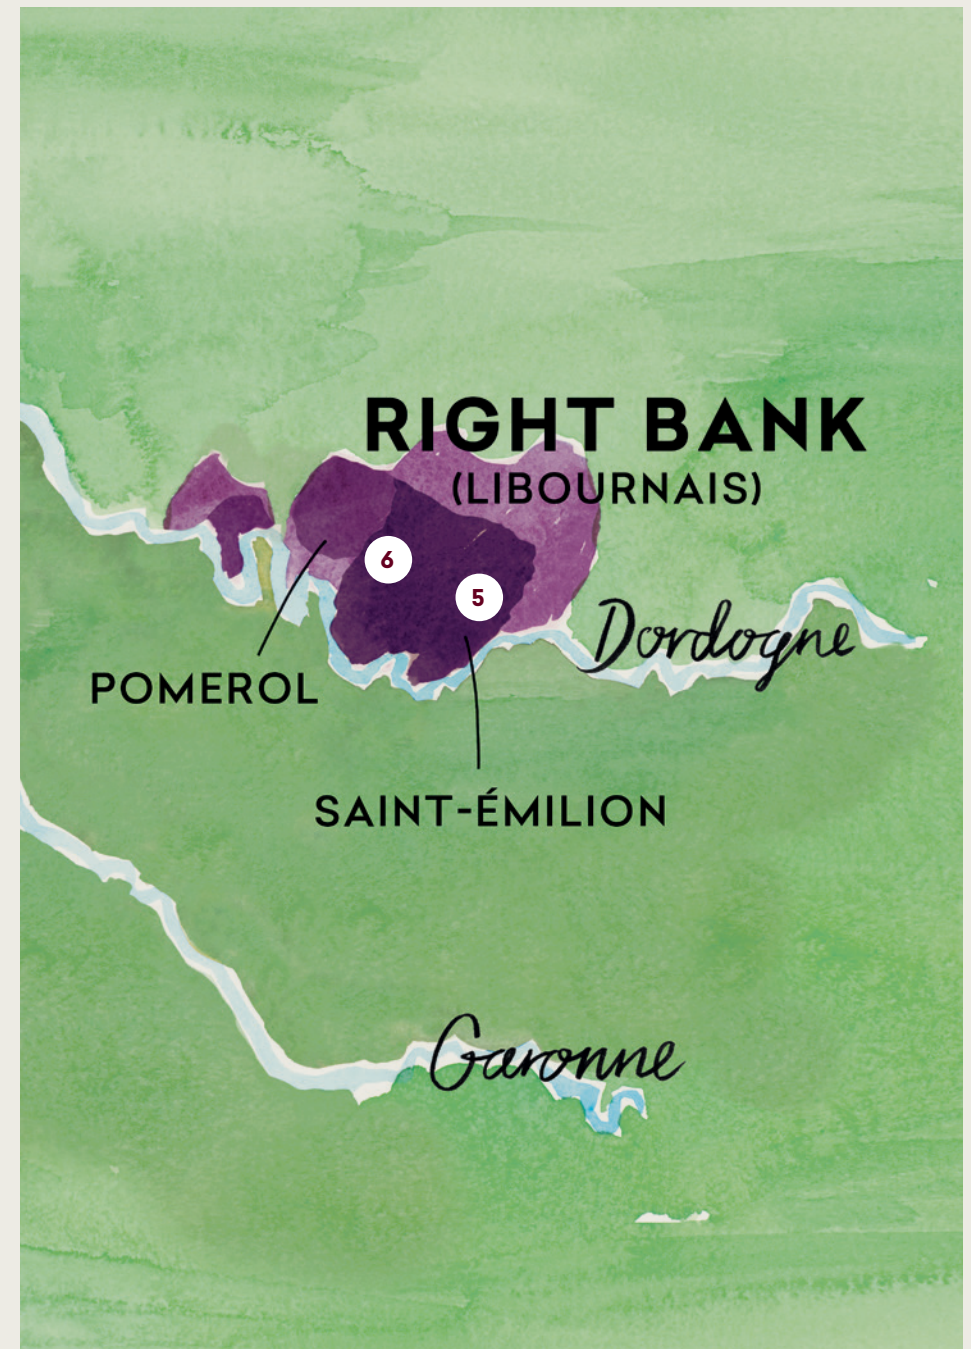 RIGHT BANK
(LIBOURNAIS)
6
5
Dordogne
POMEROL
SAINT-ÉMILION
Garonne